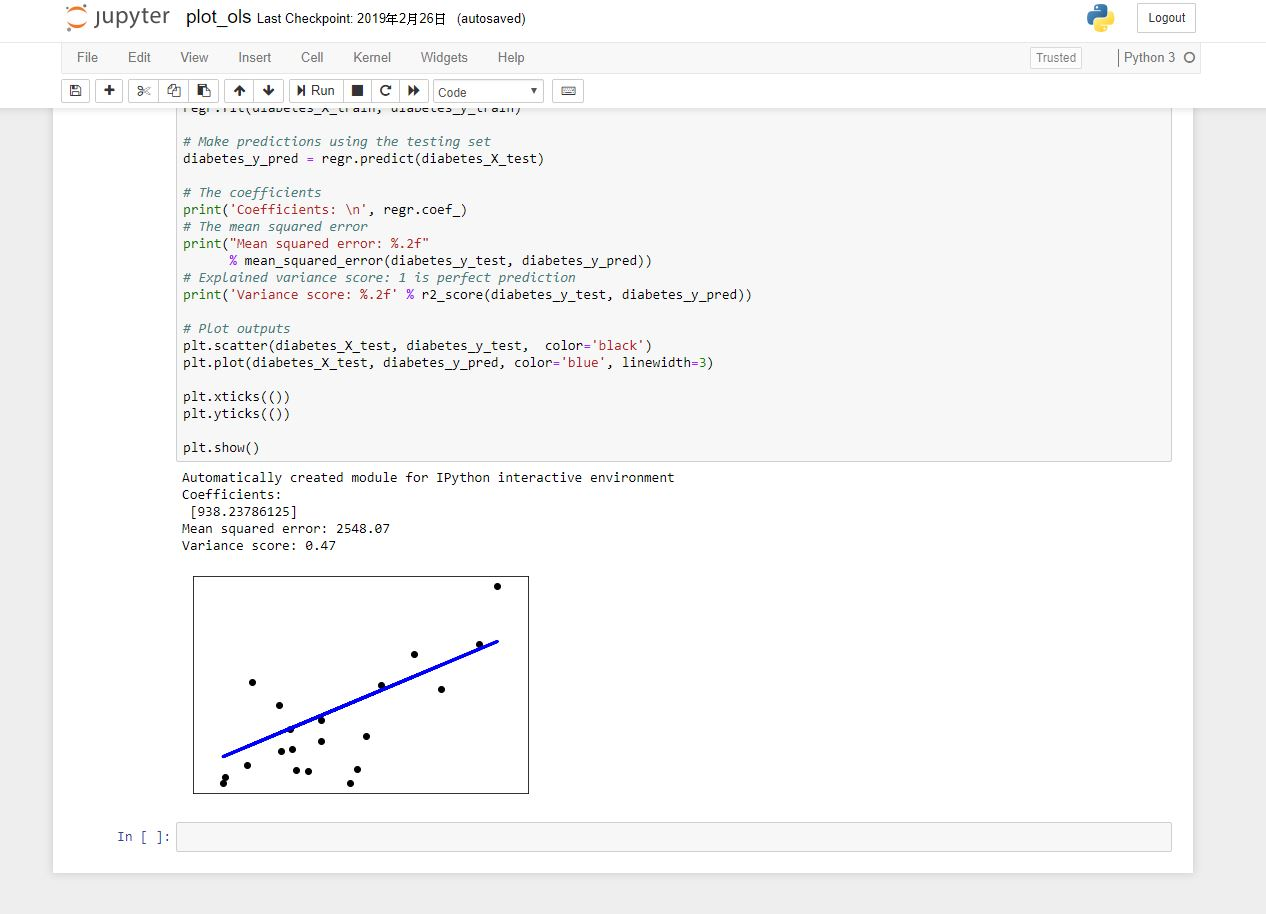 jupyter plot_ols Last Checkpoint: 2019年2月26日 (autosaved) Logout
File Edit View Insert Cell Kernel Widgets Help Trusted Python 3
Run Code
regr.fit(diabetes_X_train, diabetes_y_train)
# Make predictions using the testing set
diabetes_y_pred = regr.predict(diabetes_X_test)
# The coefficients
print('Coefficients: \n', regr.coef_)
# The mean squared error
print("Mean squared error: %.2f"
      % mean_squared_error(diabetes_y_test, diabetes_y_pred))
# Explained variance score: 1 is perfect prediction
print('Variance score: %.2f' % r2_score(diabetes_y_test, diabetes_y_pred))
# Plot outputs
plt.scatter(diabetes_X_test, diabetes_y_test,  color='black')
plt.plot(diabetes_X_test, diabetes_y_pred, color='blue', linewidth=3)
plt.xticks(())
plt.yticks(())
plt.show()
Automatically created module for IPython interactive environment
Coefficients:
 [938.23786125]
Mean squared error: 2548.07
Variance score: 0.47
In [ ]: